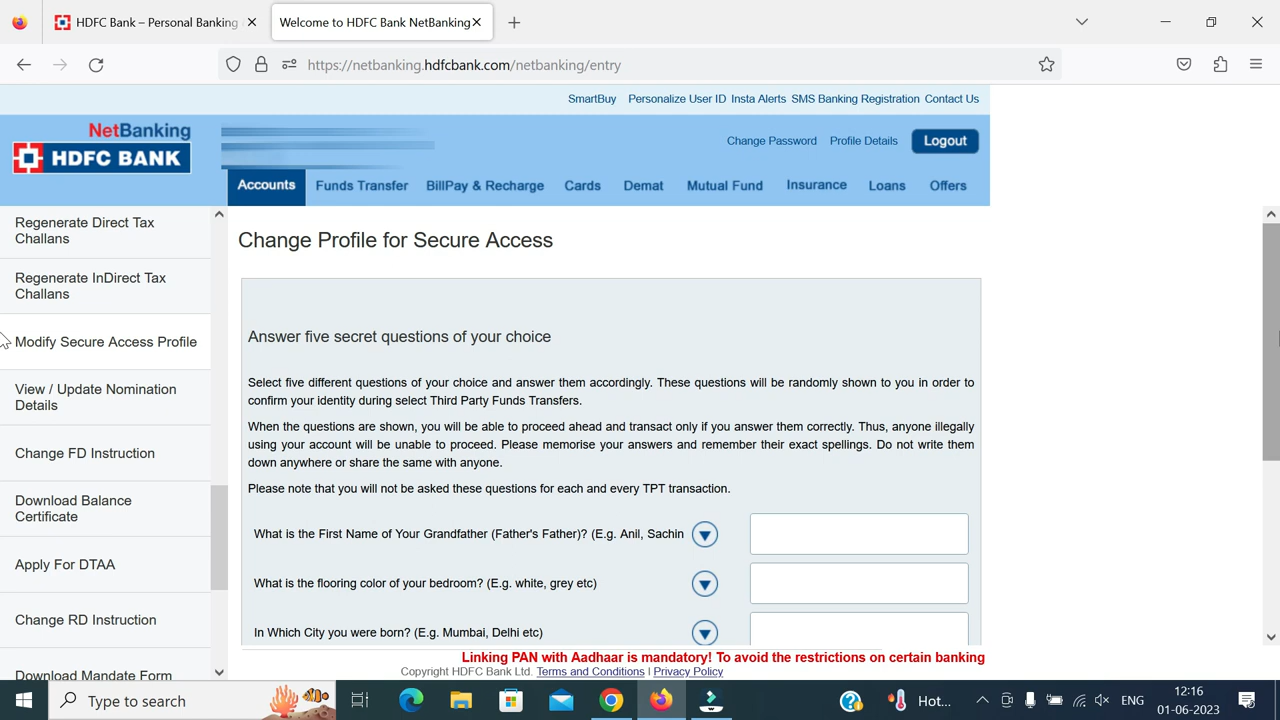 HDFC Bank – Personal Banking
Welcome to HDFC Bank NetBanking
https://netbanking.hdfcbank.com/netbanking/entry
SmartBuy Personalize User ID Insta Alerts SMS Banking Registration Contact Us
NetBanking
HDFC BANK
Change Password Profile Details Logout
Accounts Funds Transfer BillPay & Recharge Cards Demat Mutual Fund Insurance Loans Offers
Regenerate Direct Tax
Challans
Regenerate InDirect Tax
Challans
Modify Secure Access Profile
View / Update Nomination
Details
Change FD Instruction
Download Balance
Certificate
Apply For DTAA
Change RD Instruction
Download Mandate Form
Change Profile for Secure Access
Answer five secret questions of your choice
Select five different questions of your choice and answer them accordingly. These questions will be randomly shown to you in order to
confirm your identity during select Third Party Funds Transfers.
When the questions are shown, you will be able to proceed ahead and transact only if you answer them correctly. Thus, anyone illegally
using your account will be unable to proceed. Please memorise your answers and remember their exact spellings. Do not write them
down anywhere or share the same with anyone.
Please note that you will not be asked these questions for each and every TPT transaction.
What is the First Name of Your Grandfather (Father's Father)? (E.g. Anil, Sachin
What is the flooring color of your bedroom? (E.g. white, grey etc)
In Which City you were born? (E.g. Mumbai, Delhi etc)
Linking PAN with Aadhaar is mandatory! To avoid the restrictions on certain banking
Copyright HDFC Bank Ltd. Terms and Conditions I Privacy Policy
Type to search
Hot...
ENG
12:16
01-06-2023